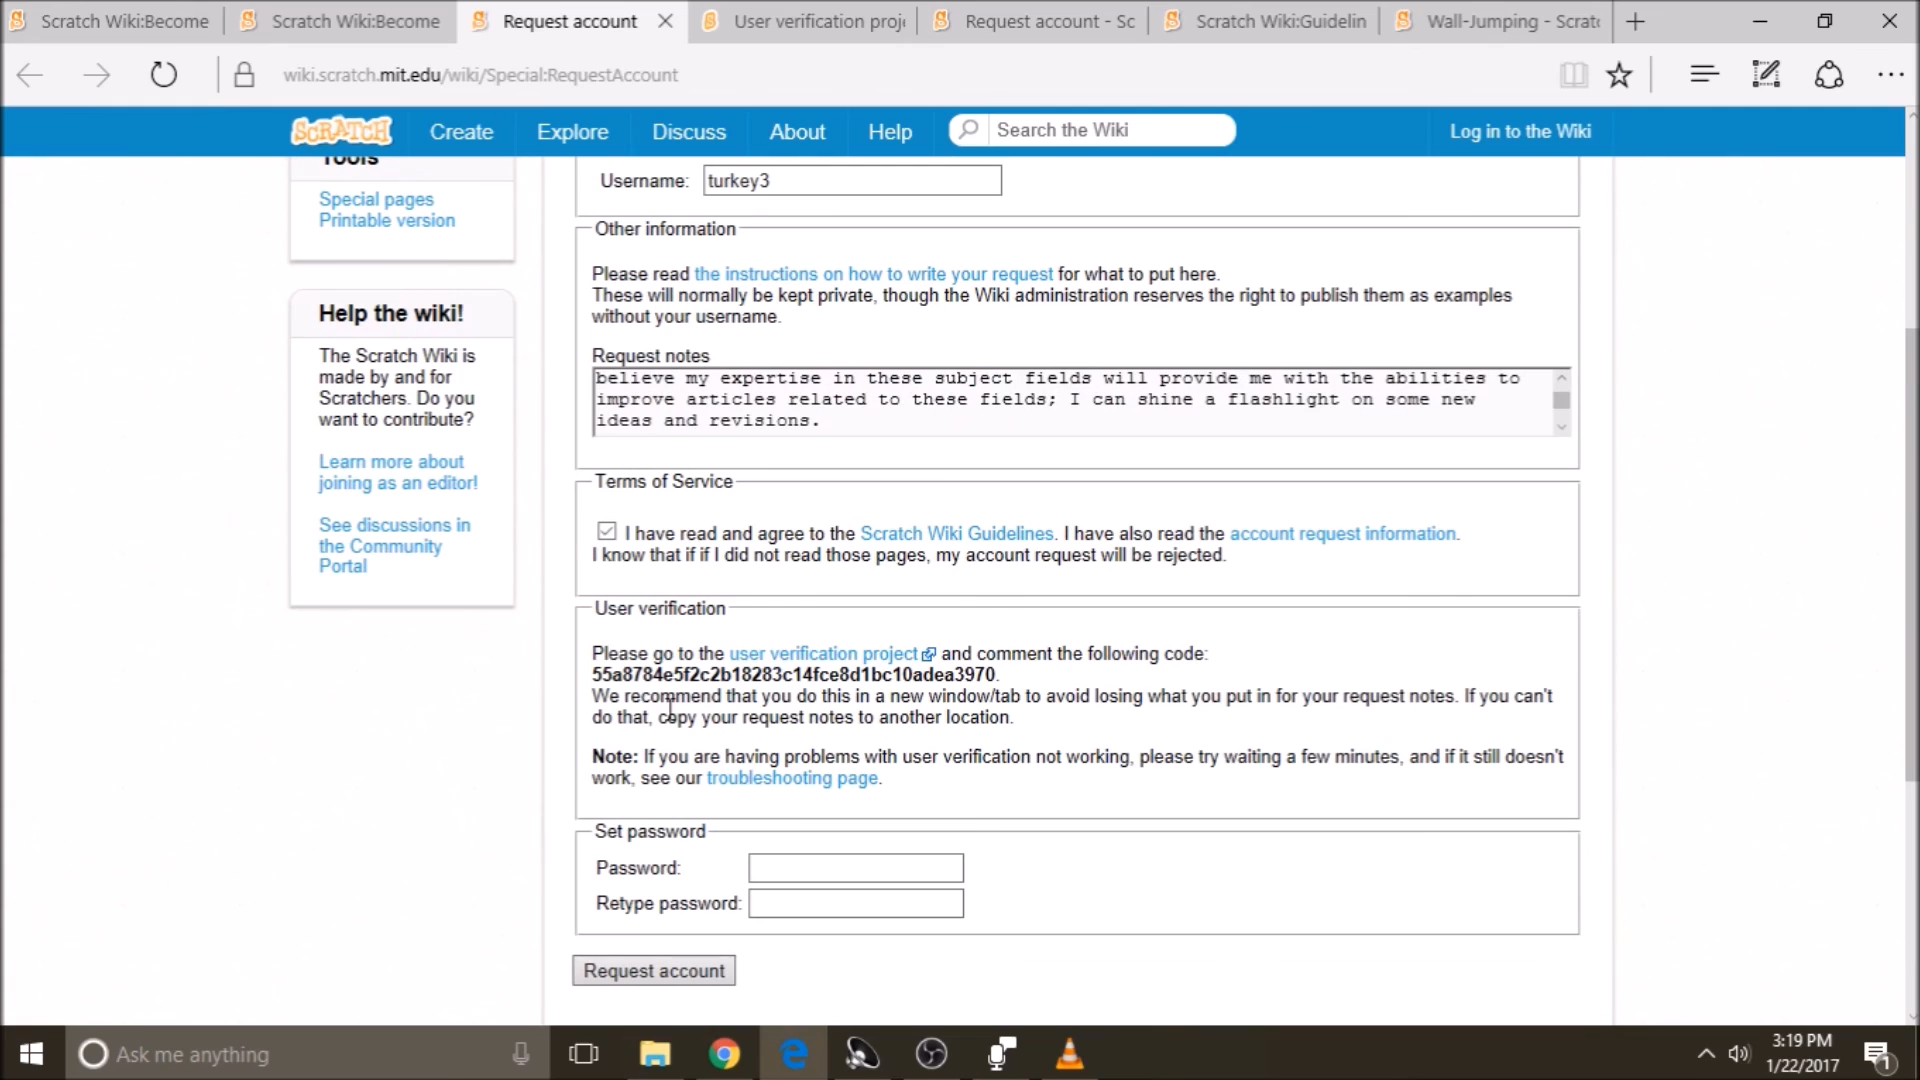 Scratch Wiki:Become
Scratch Wiki:Become
Request account
User verification proje
Request account - Sc
Scratch Wiki:Guidelin
Wall-Jumping - Scratc
wiki.scratch.mit.edu/wiki/Special:RequestAccount
SCRATCH
Create
Explore
Discuss
About
Help
Search the Wiki
Log in to the Wiki
Tools
Special pages
Printable version
Help the wiki!
The Scratch Wiki is
made by and for
Scratchers. Do you
want to contribute?
Learn more about
joining as an editor!
See discussions in
the Community
Portal
Username: turkey3
Other information
Please read the instructions on how to write your request for what to put here.
These will normally be kept private, though the Wiki administration reserves the right to publish them as examples
without your username.
Request notes
believe my expertise in these subject fields will provide me with the abilities to
improve articles related to these fields; I can shine a flashlight on some new
ideas and revisions.
Terms of Service
I have read and agree to the Scratch Wiki Guidelines. I have also read the account request information.
I know that if if I did not read those pages, my account request will be rejected.
User verification
Please go to the user verification project and comment the following code:
55a8784e5f2c2b18283c14fce8d1bc10adea3970.
We recommend that you do this in a new window/tab to avoid losing what you put in for your request notes. If you can't
do that, copy your request notes to another location.
Note: If you are having problems with user verification not working, please try waiting a few minutes, and if it still doesn't
work, see our troubleshooting page.
Set password
Password:
Retype password:
Request account
Ask me anything
3:19 PM
1/22/2017
1